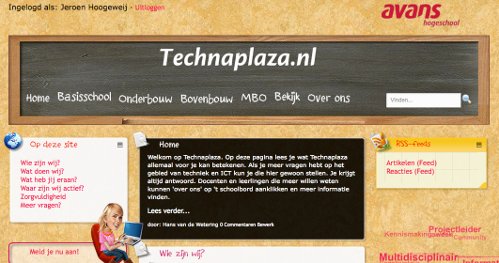 Ingelogd als: Jeroen Hoogeweij - Uitloggen
avans
hogeschool
Technaplaza.nl
Home Basisschool Onderbouw Bovenbouw MBO Bekijk Over ons
Vinden...
Op deze site
Wie zijn wij?
Wat doen wij?
Wat heb jij eraan?
Waar zijn wij actief?
Zorgvuldigheid
Meer vragen?
Home
Welkom op Technaplaza. Op deze pagina lees je wat Technaplaza
allemaal voor je kan betekenen. Als je meer vragen hebt op het
gebied van techniek en ICT kun je die hier gewoon stellen. Je krijgt
altijd antwoord. Docenten en leerlingen die meer willen weten
kunnen 'over ons' op 't schoolbord aanklikken en meer informatie
vinden.
Lees verder...
door: Hans van de Wetering 0 Commentaren Bewerk
RSS-feeds
Artikelen (Feed)
Reacties (Feed)
Meld je nu aan!
Wie zijn wij?
Projectleider
Kennismakingsweek
Community
Multidisciplinair